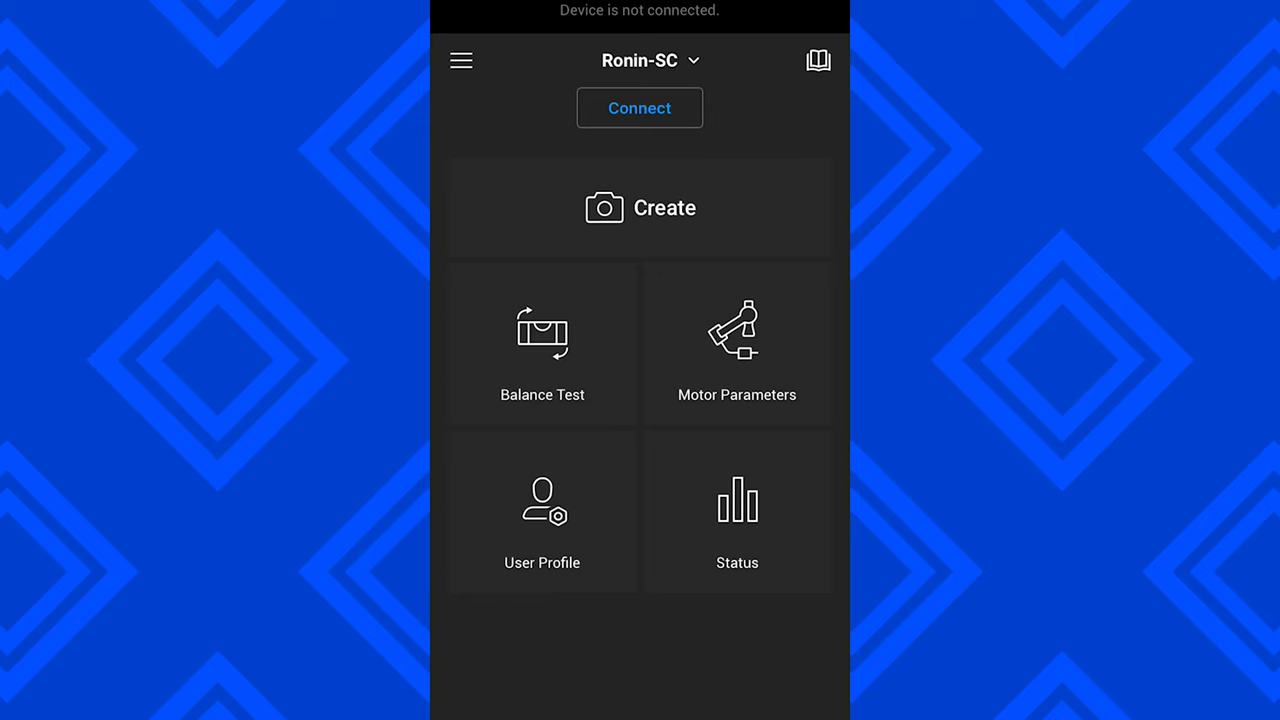 Device is not connected.
Ronin-SC
Connect
Create
Balance Test
Motor Parameters
User Profile
Status